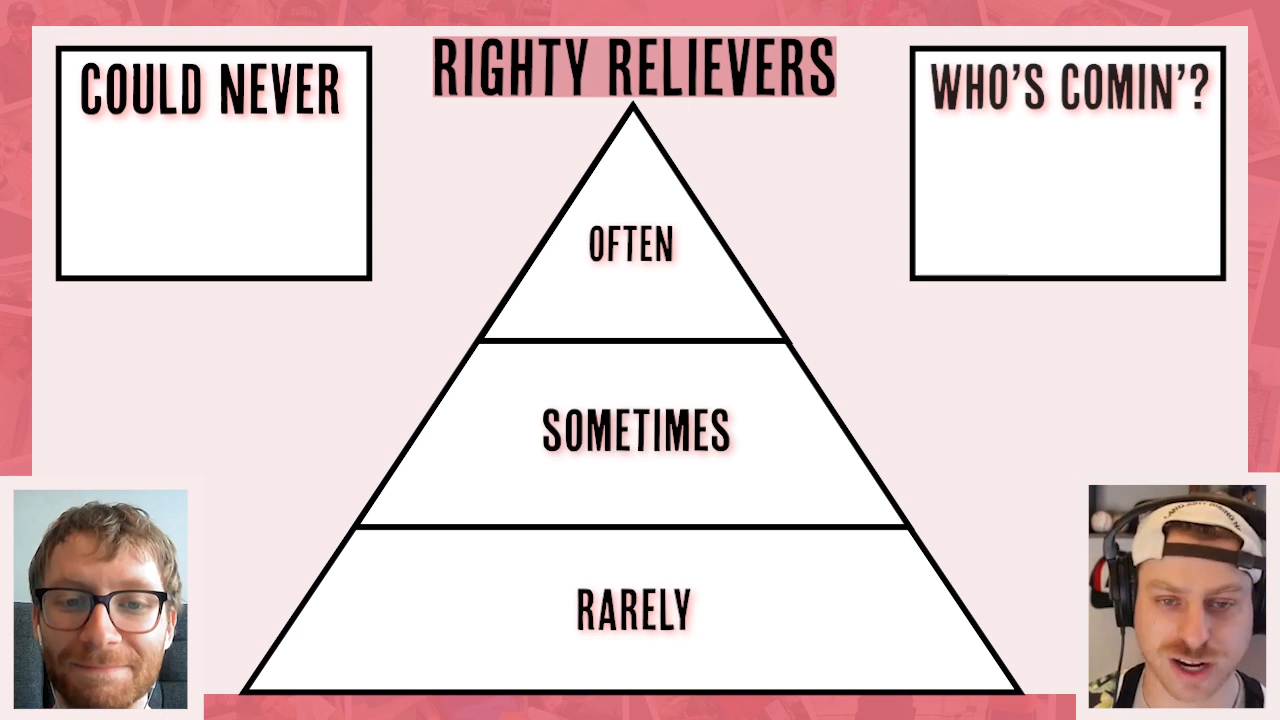 RIGHTY RELIEVERS
COULD NEVER
WHO'S COMIN'?
OFTEN
SOMETIMES
RARELY